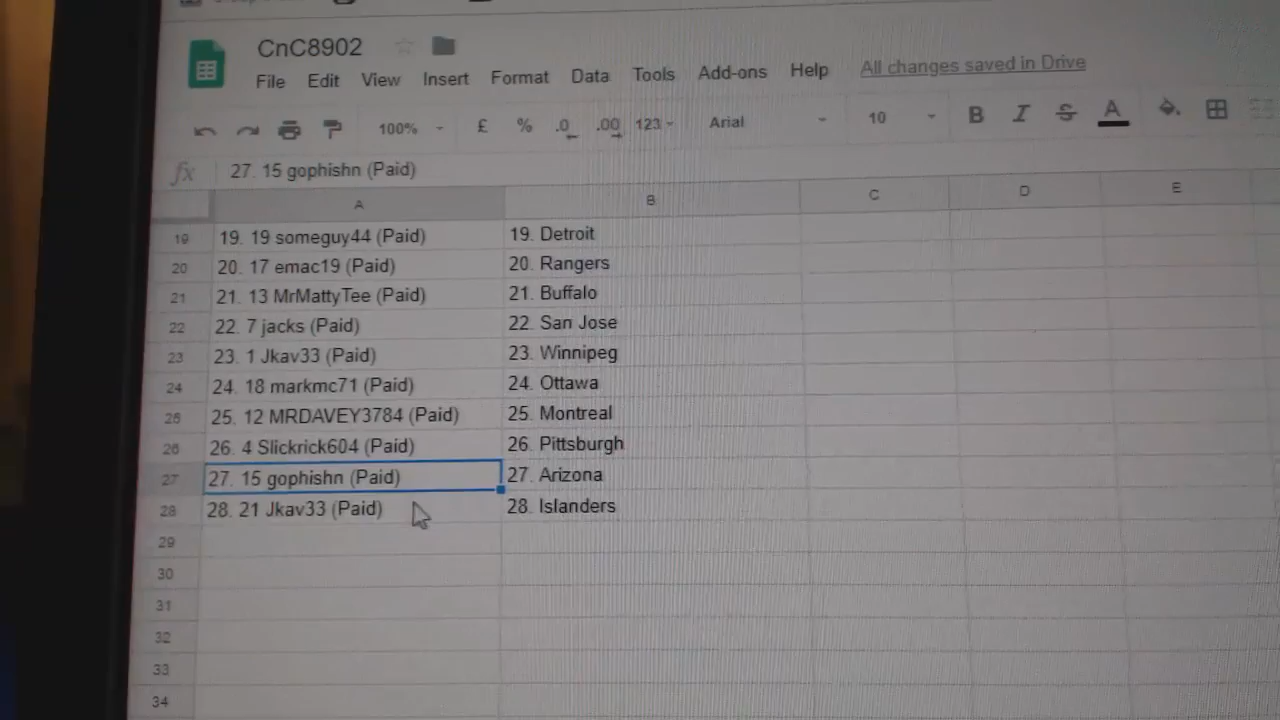 CnC8902
File Edit View Insert Format Data Tools Add-ons Help All changes saved in Drive
100% £ % .0 .00 123 Arial 10 B I S A
fx 27. 15 gophishn (Paid)
A B C D E
19 19. 19 someguy44 (Paid) 19. Detroit
20 20. 17 emac19 (Paid) 20. Rangers
21 21. 13 MrMattyTee (Paid) 21. Buffalo
22 22. 7 jacks (Paid) 22. San Jose
23 23. 1 Jkav33 (Paid) 23. Winnipeg
24 24. 18 markmc71 (Paid) 24. Ottawa
25 25. 12 MRDAVEY3784 (Paid) 25. Montreal
26 26. 4 Slickrick604 (Paid) 26. Pittsburgh
27 27. 15 gophishn (Paid) 27. Arizona
28 28. 21 Jkav33 (Paid) 28. Islanders
29
30
31
32
33
34